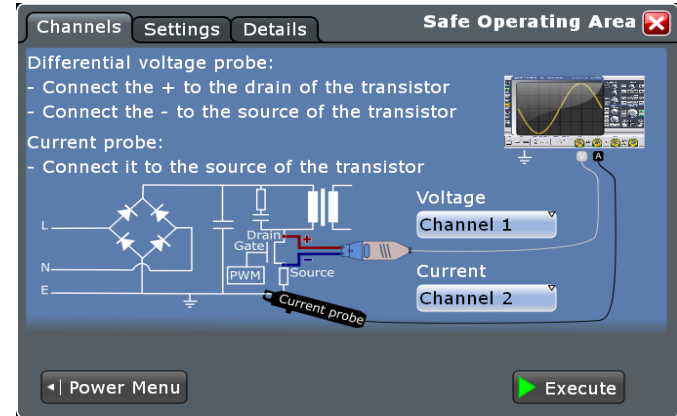 Channels Settings Details Safe Operating Area
Differential voltage probe:
- Connect the + to the drain of the transistor
- Connect the - to the source of the transistor
Current probe:
- Connect it to the source of the transistor
V A
Voltage
Channel 1
L
Drain +
Gate
N
PWM
- Source
Current
Channel 2
E
Current probe
Power Menu
Execute